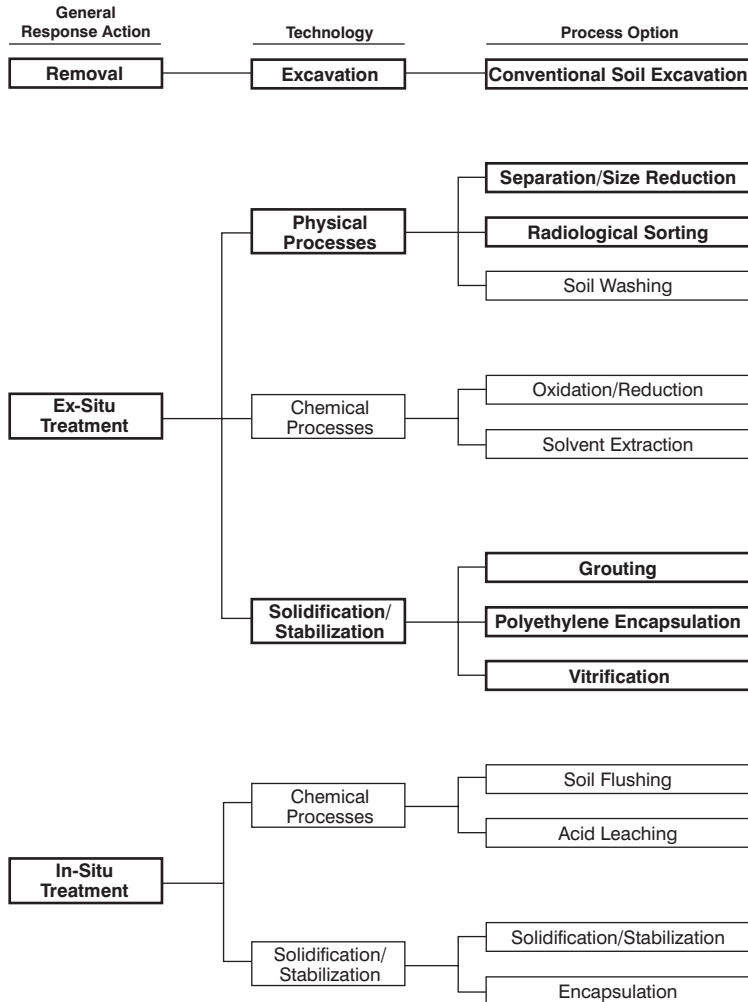 General
Response Action
Technology
Process Option
Removal
Excavation
Conventional Soil Excavation
Separation/Size Reduction
Physical
Processes
Radiological Sorting
Soil Washing
Ex-Situ
Treatment
Chemical
Processes
Oxidation/Reduction
Solvent Extraction
Solidification/
Stabilization
Grouting
Polyethylene Encapsulation
Vitrification
In-Situ
Treatment
Chemical
Processes
Soil Flushing
Acid Leaching
Solidification/
Stabilization
Solidification/Stabilization
Encapsulation